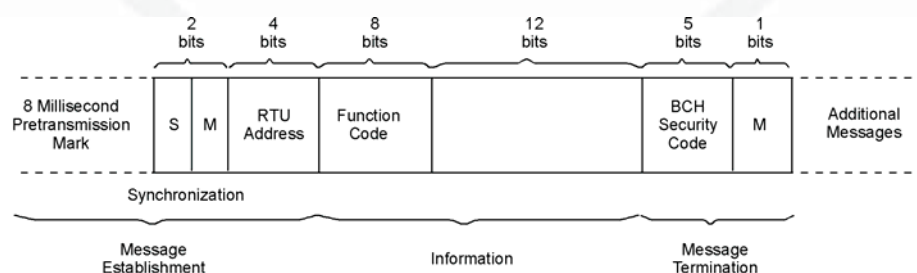 2 bits
4 bits
8 bits
12 bits
5 bits
1 bits
8 Millisecond
Pretransmission
Mark
S
M
RTU
Address
Function
Code
BCH
Security
Code
M
Additional
Messages
Synchronization
Message
Establishment
Information
Message
Termination